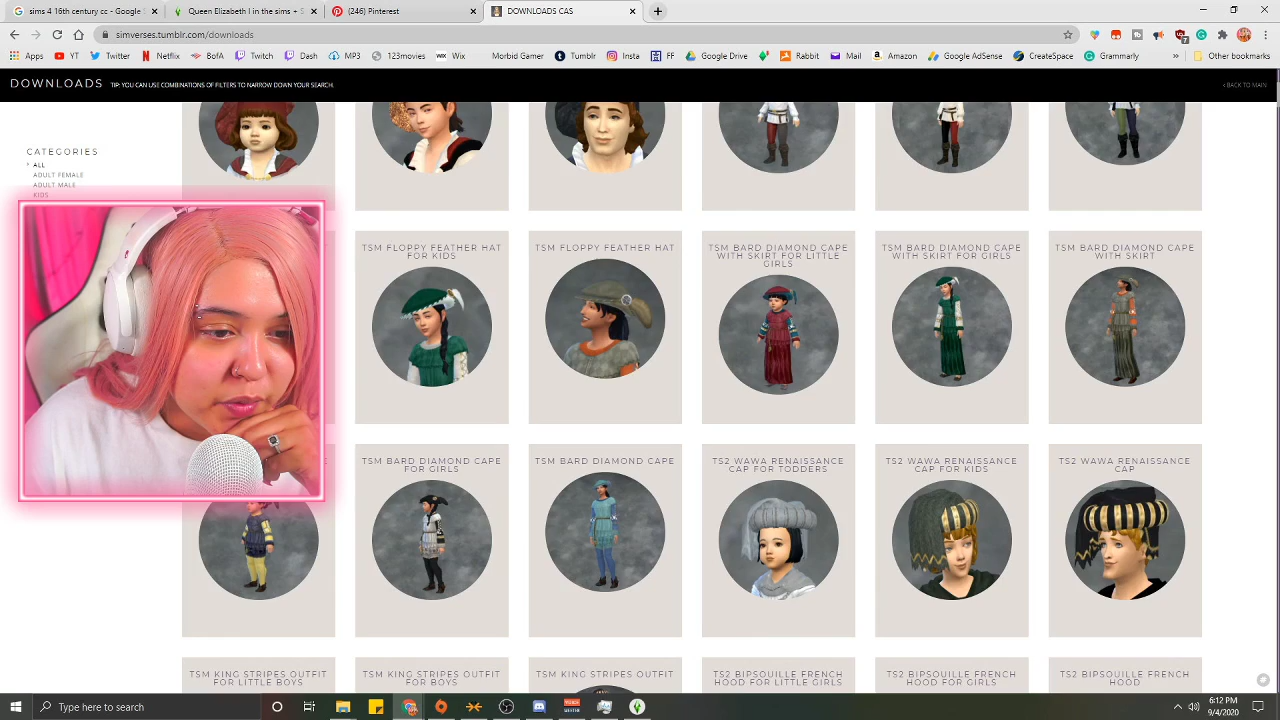 sims 4 16th century cc - Google S
Queen Elizabeth I in the sims + S
(246) Pinterest
DOWNLOADS CAS
simverses.tumblr.com/downloads
Apps
YT
Twitter
Netflix
BofA
Twitch
Data
MP3
123movies
Wix
Morbid Gamer
Tumblr
CreateSpace
Insta
FF
Google Drive
Rabbit
Mail
Amazon
Google AdSense
Grammarly
Other bookmarks
DOWNLOADS
TIP: YOU CAN USE COMBINATIONS OF FILTERS TO NARROW DOWN YOUR SEARCH.
‹ BACK TO MAIN
CATEGORIES
ALL
ADULT FEMALE
ADULT MALE
KIDS
TSM FLOPPY FEATHER HAT
FOR KIDS
TSM FLOPPY FEATHER HAT
TSM BARD DIAMOND CAPE
WITH SKIRT FOR LITTLE
GIRLS
TSM BARD DIAMOND CAPE
WITH SKIRT FOR GIRLS
TSM BARD DIAMOND CAPE
WITH SKIRT
TSM BARD DIAMOND CAPE
FOR GIRLS
TSM BARD DIAMOND CAPE
TS2 WAWA RENAISSANCE
CAP FOR TODDERS
TS2 WAWA RENAISSANCE
CAP FOR KIDS
TS2 WAWA RENAISSANCE
CAP
TSM KING STRIPES OUTFIT
FOR LITTLE BOYS
TSM KING STRIPES OUTFIT
FOR BOYS
TSM KING STRIPES OUTFIT
TS2 BIPSOUILLE FRENCH
HOOD FOR LITTLE GIRLS
TS2 BIPSOUILLE FRENCH
HOOD FOR GIRLS
TS2 BIPSOUILLE FRENCH
HOOD
Type here to search
6:12 PM
9/4/2020